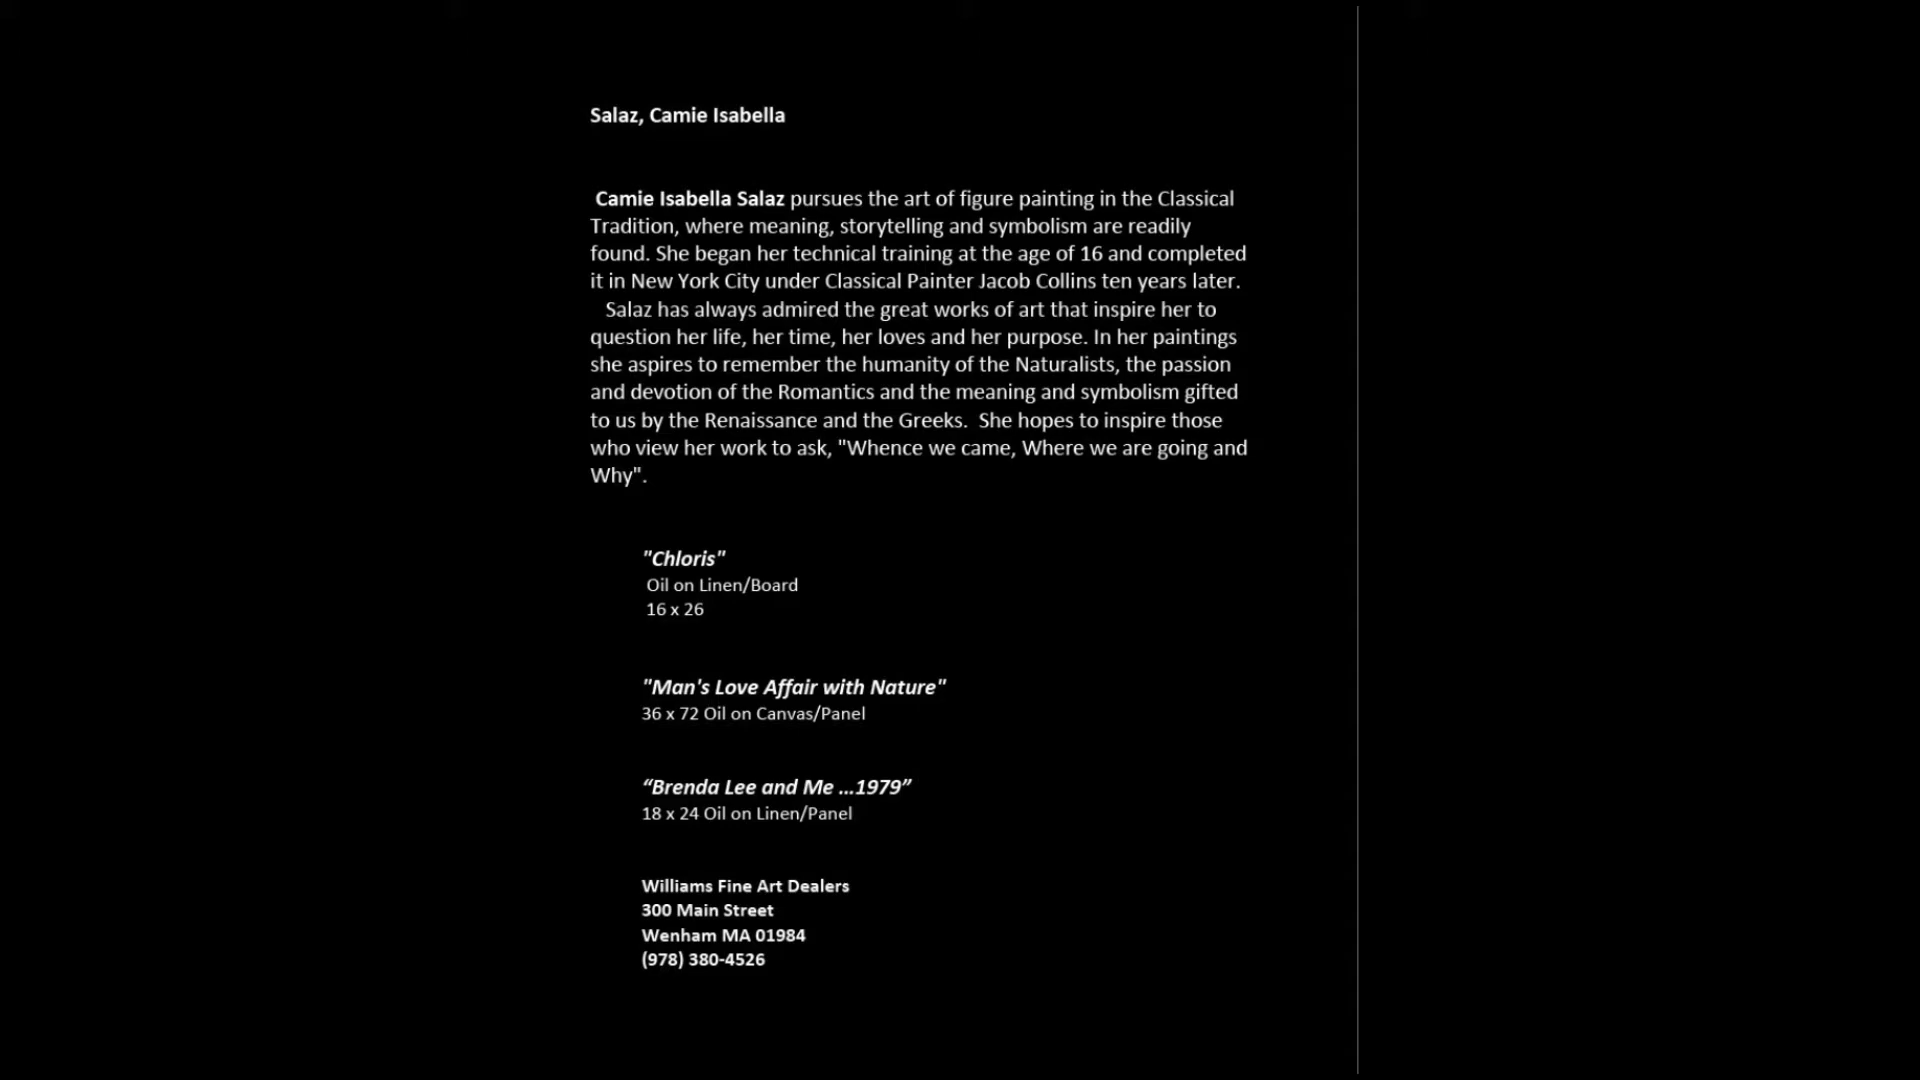 Salaz, Camie Isabella
Camie Isabella Salaz pursues the art of figure painting in the Classical
Tradition, where meaning, storytelling and symbolism are readily
found. She began her technical training at the age of 16 and completed
it in New York City under Classical Painter Jacob Collins ten years later.
Salaz has always admired the great works of art that inspire her to
question her life, her time, her loves and her purpose. In her paintings
she aspires to remember the humanity of the Naturalists, the passion
and devotion of the Romantics and the meaning and symbolism gifted
to us by the Renaissance and the Greeks.  She hopes to inspire those
who view her work to ask, "Whence we came, Where we are going and
Why".
"Chloris"
Oil on Linen/Board
16 x 26
"Man's Love Affair with Nature"
36 x 72 Oil on Canvas/Panel
“Brenda Lee and Me ...1979”
18 x 24 Oil on Linen/Panel
Williams Fine Art Dealers
300 Main Street
Wenham MA 01984
(978) 380-4526